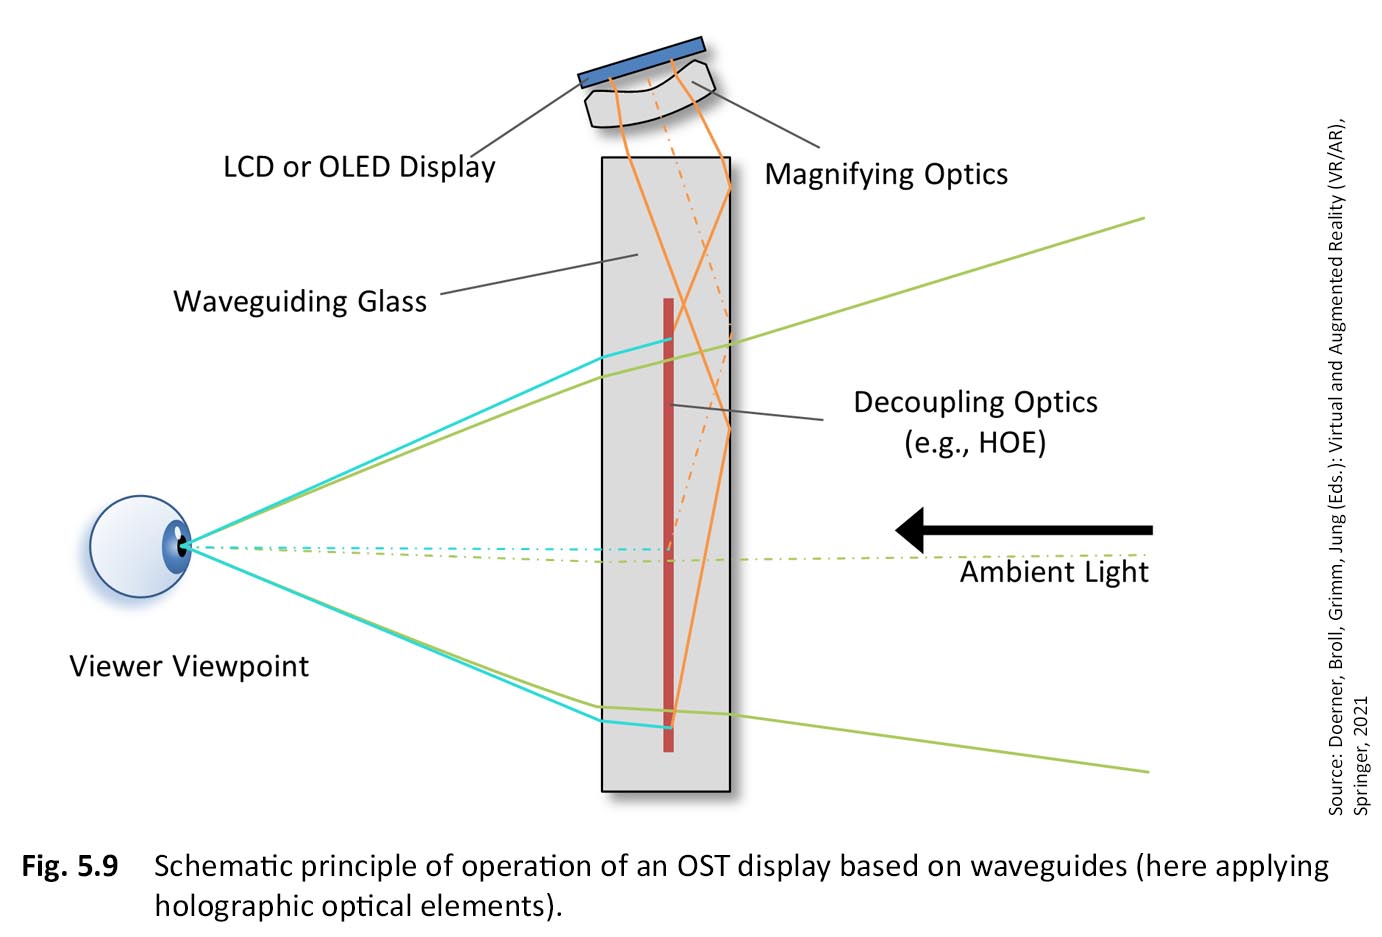 LCD or OLED Display
Magnifying Optics
Waveguiding Glass
Decoupling Optics
(e.g., HOE)
Ambient Light
Viewer Viewpoint
Source: Doerner, Broll, Grimm, Jung (Eds.): Virtual and Augmented Reality (VR/AR),
Springer, 2021
Fig. 5.9 Schematic principle of operation of an OST display based on waveguides (here applying
holographic optical elements).